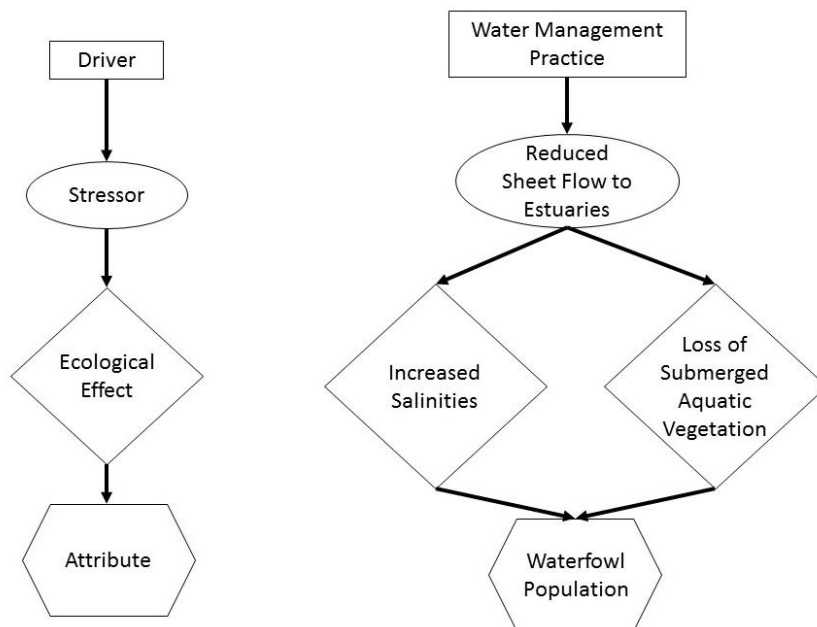 Driver
Stressor
Ecological
Effect
Attribute
Water Management
Practice
Reduced
Sheet Flow to
Estuaries
Increased
Salinities
Loss of
Submerged
Aquatic
Vegetation
Waterfowl
Population